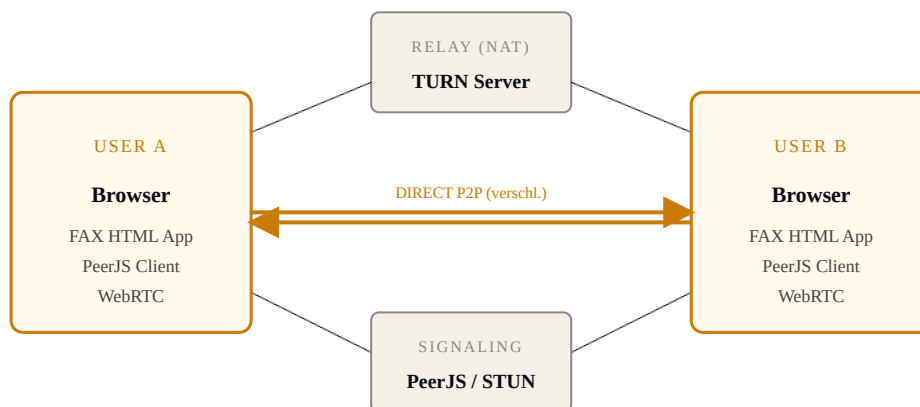 RELAY (NAT)
TURN Server
USER A
Browser
FAX HTML App
PeerJS Client
WebRTC
DIRECT P2P (verschl.)
USER B
Browser
FAX HTML App
PeerJS Client
WebRTC
SIGNALING
PeerJS / STUN